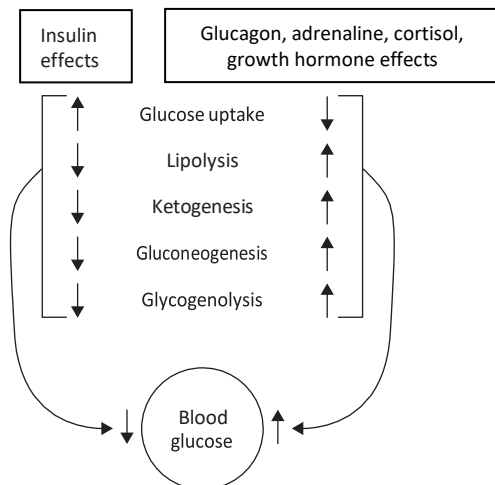 Insulin
effects
Glucagon, adrenaline, cortisol,
growth hormone effects
Glucose uptake
Lipolysis
Ketogenesis
Gluconeogenesis
Glycogenolysis
Blood
glucose